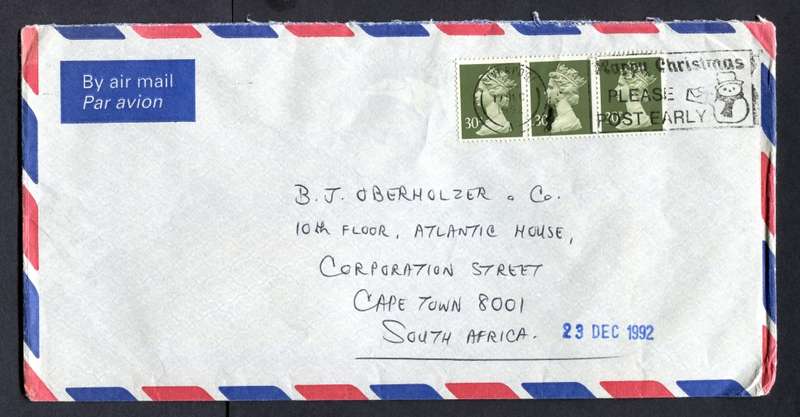 By air mail
Par avion
30
30
30
Happy Christmas
PLEASE
POST EARLY
B. J. OBERHOLZER & Co.
10th FLOOR, ATLANTIC HOUSE,
CORPORATION STREET
CAPE TOWN 8001
SOUTH AFRICA.
23 DEC 1992